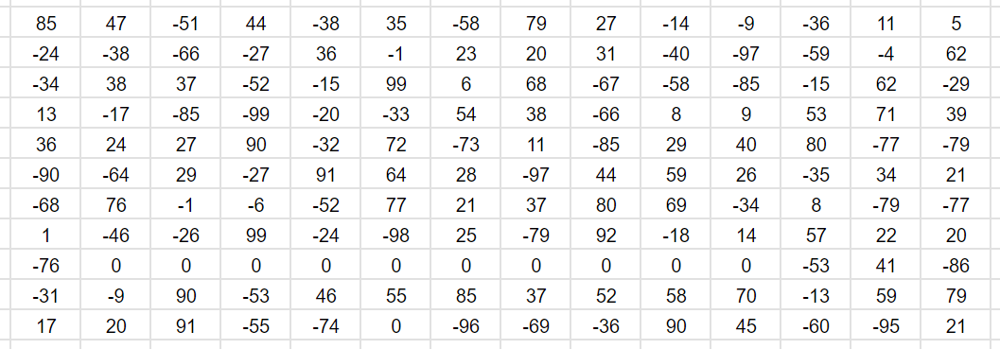 85 47 -51 44 -38 35 -58 79 27 -14 -9 -36 11 5
-24 -38 -66 -27 36 -1 23 20 31 -40 -97 -59 -4 62
-34 38 37 -52 -15 99 6 68 -67 -58 -85 -15 62 -29
13 -17 -85 -99 -20 -33 54 38 -66 8 9 53 71 39
36 24 27 90 -32 72 -73 11 -85 29 40 80 -77 -79
-90 -64 29 -27 91 64 28 -97 44 59 26 -35 34 21
-68 76 -1 -6 -52 77 21 37 80 69 -34 8 -79 -77
1 -46 -26 99 -24 -98 25 -79 92 -18 14 57 22 20
-76 0 0 0 0 0 0 0 0 0 0 -53 41 -86
-31 -9 90 -53 46 55 85 37 52 58 70 -13 59 79
17 20 91 -55 -74 0 -96 -69 -36 90 45 -60 -95 21